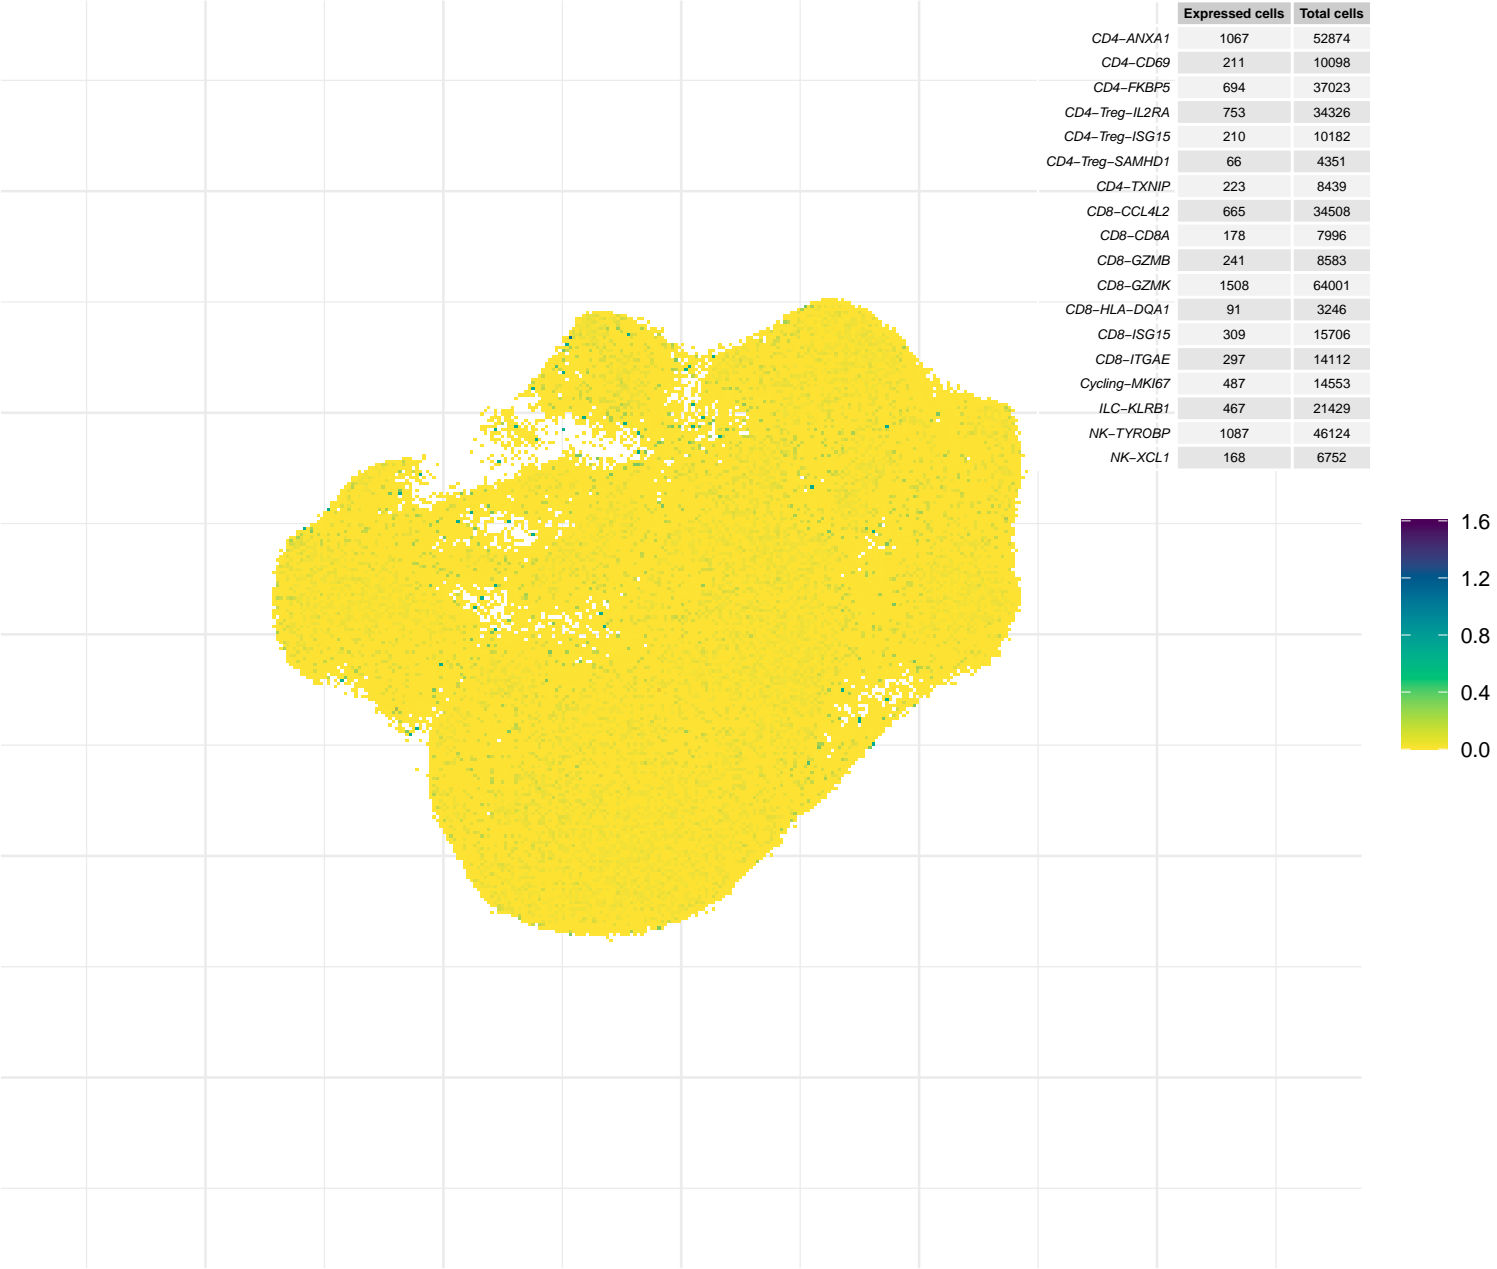 Expressed cells Total cells
CD4−ANXA1 1067 52874
CD4−CD69 211 10098
CD4−FKBP5 694 37023
CD4−Treg−IL2RA 753 34326
CD4−Treg−ISG15 210 10182
CD4−Treg−SAMHD1 66 4351
CD4−TXNIP 223 8439
CD8−CCL4L2 665 34508
CD8−CD8A 178 7996
CD8−GZMB 241 8583
CD8−GZMK 1508 64001
CD8−HLA−DQA1 91 3246
CD8−ISG15 309 15706
CD8−ITGAE 297 14112
Cycling−MKI67 487 14553
ILC−KLRB1 467 21429
NK−TYROBP 1087 46124
NK−XCL1 168 6752
1.6
1.2
0.8
0.4
0.0